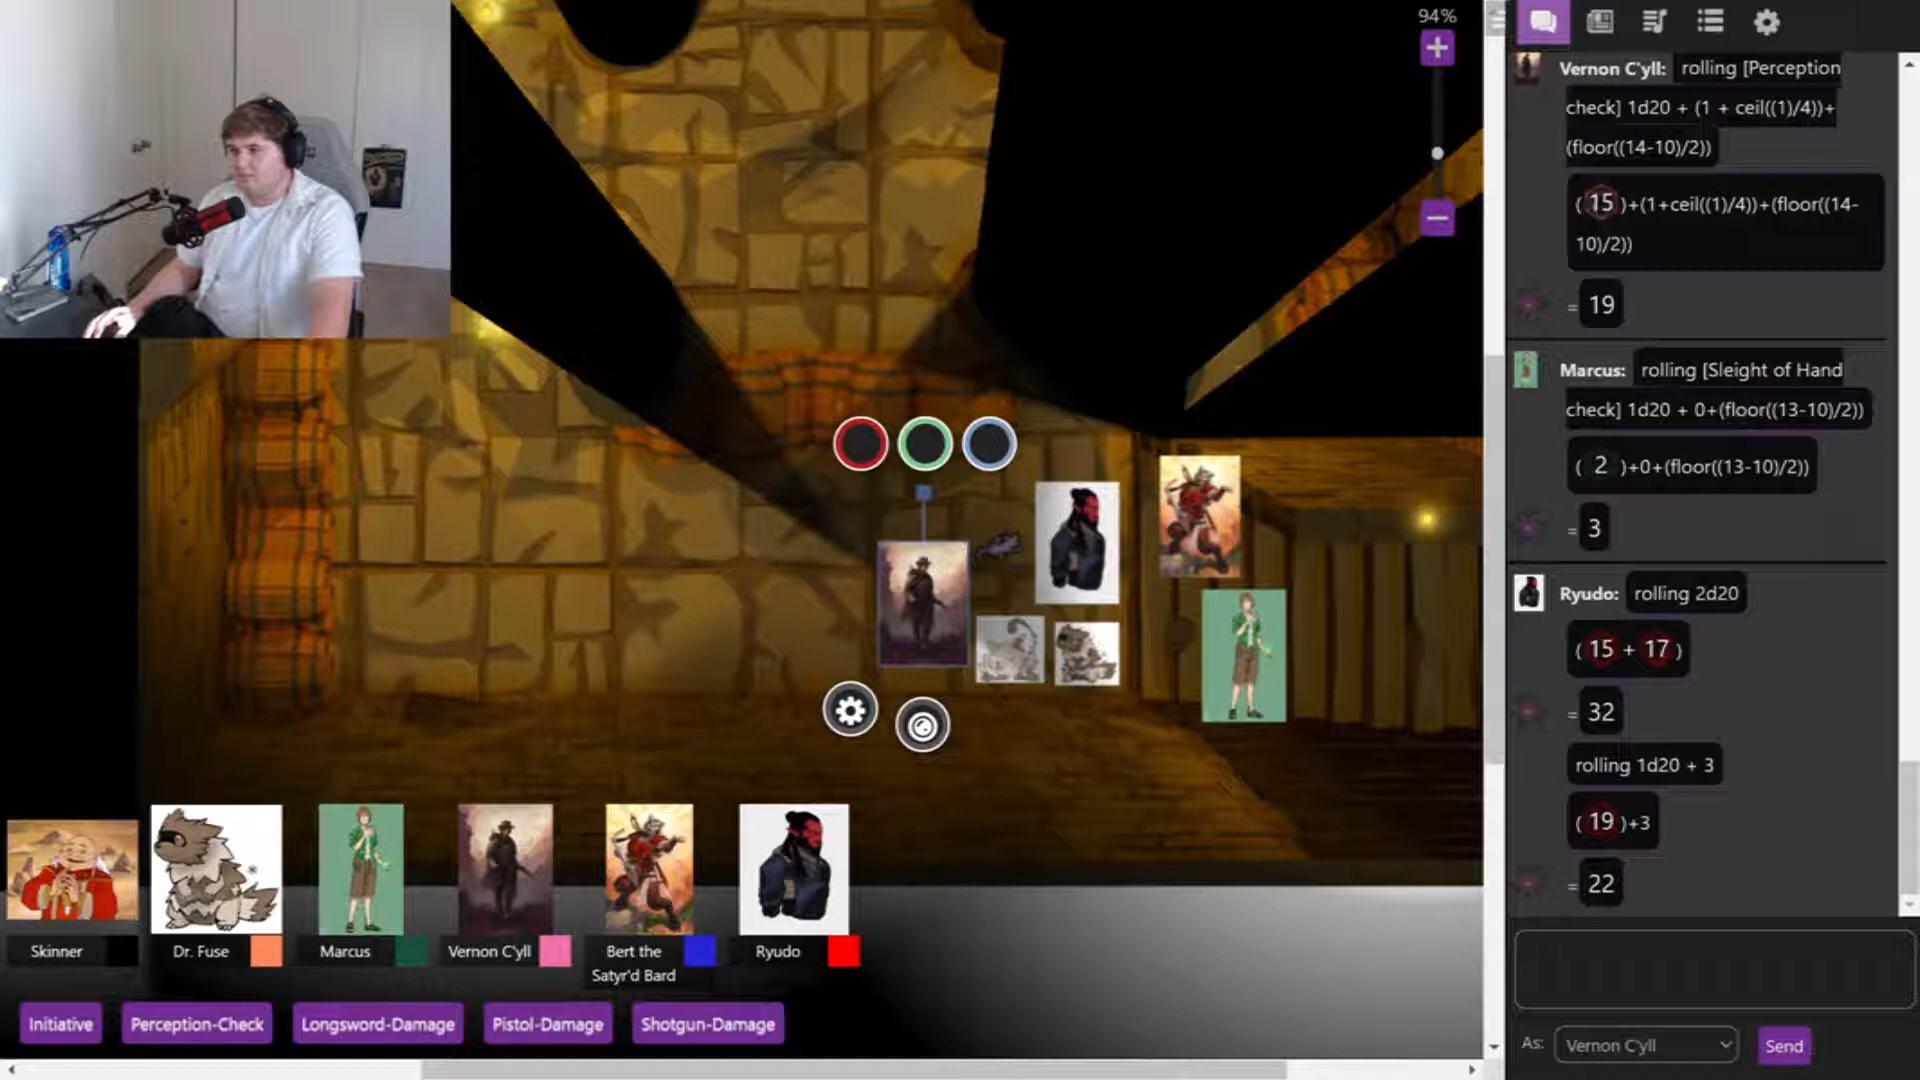 94%
Vernon C'yll: rolling [Perception
check] 1d20 + (1 + ceil((1)/4))+
(floor((14-10)/2))
(15)+(1+ceil((1)/4))+(floor((14-
10)/2))
= 19
Marcus: rolling [Sleight of Hand
check] 1d20 + 0+(floor((13-10)/2))
(2)+0+(floor((13-10)/2))
= 3
Ryudo: rolling 2d20
(15 + 17)
= 32
rolling 1d20 + 3
(19)+3
= 22
Skinner
Dr. Fuse
Marcus
Vernon C'yll
Bert the
Satyr'd Bard
Ryudo
Initiative
Perception-Check
Longsword-Damage
Pistol-Damage
Shotgun-Damage
As: Vernon C'yll
Send